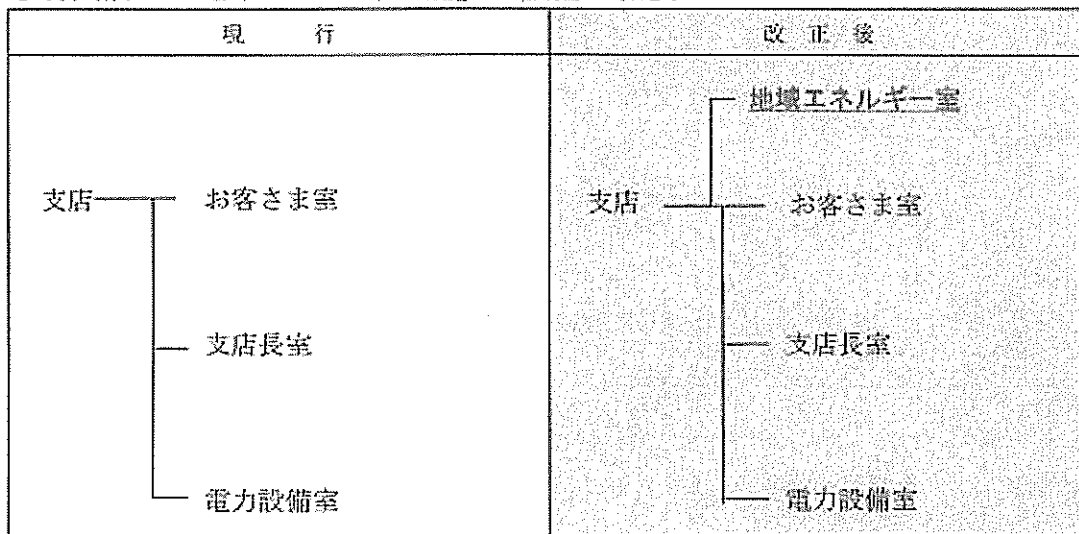 現 行
改 正 後
地域エネルギー室
支店 お客さま室
支店 お客さま室
支店長室
支店長室
電力設備室
電力設備室